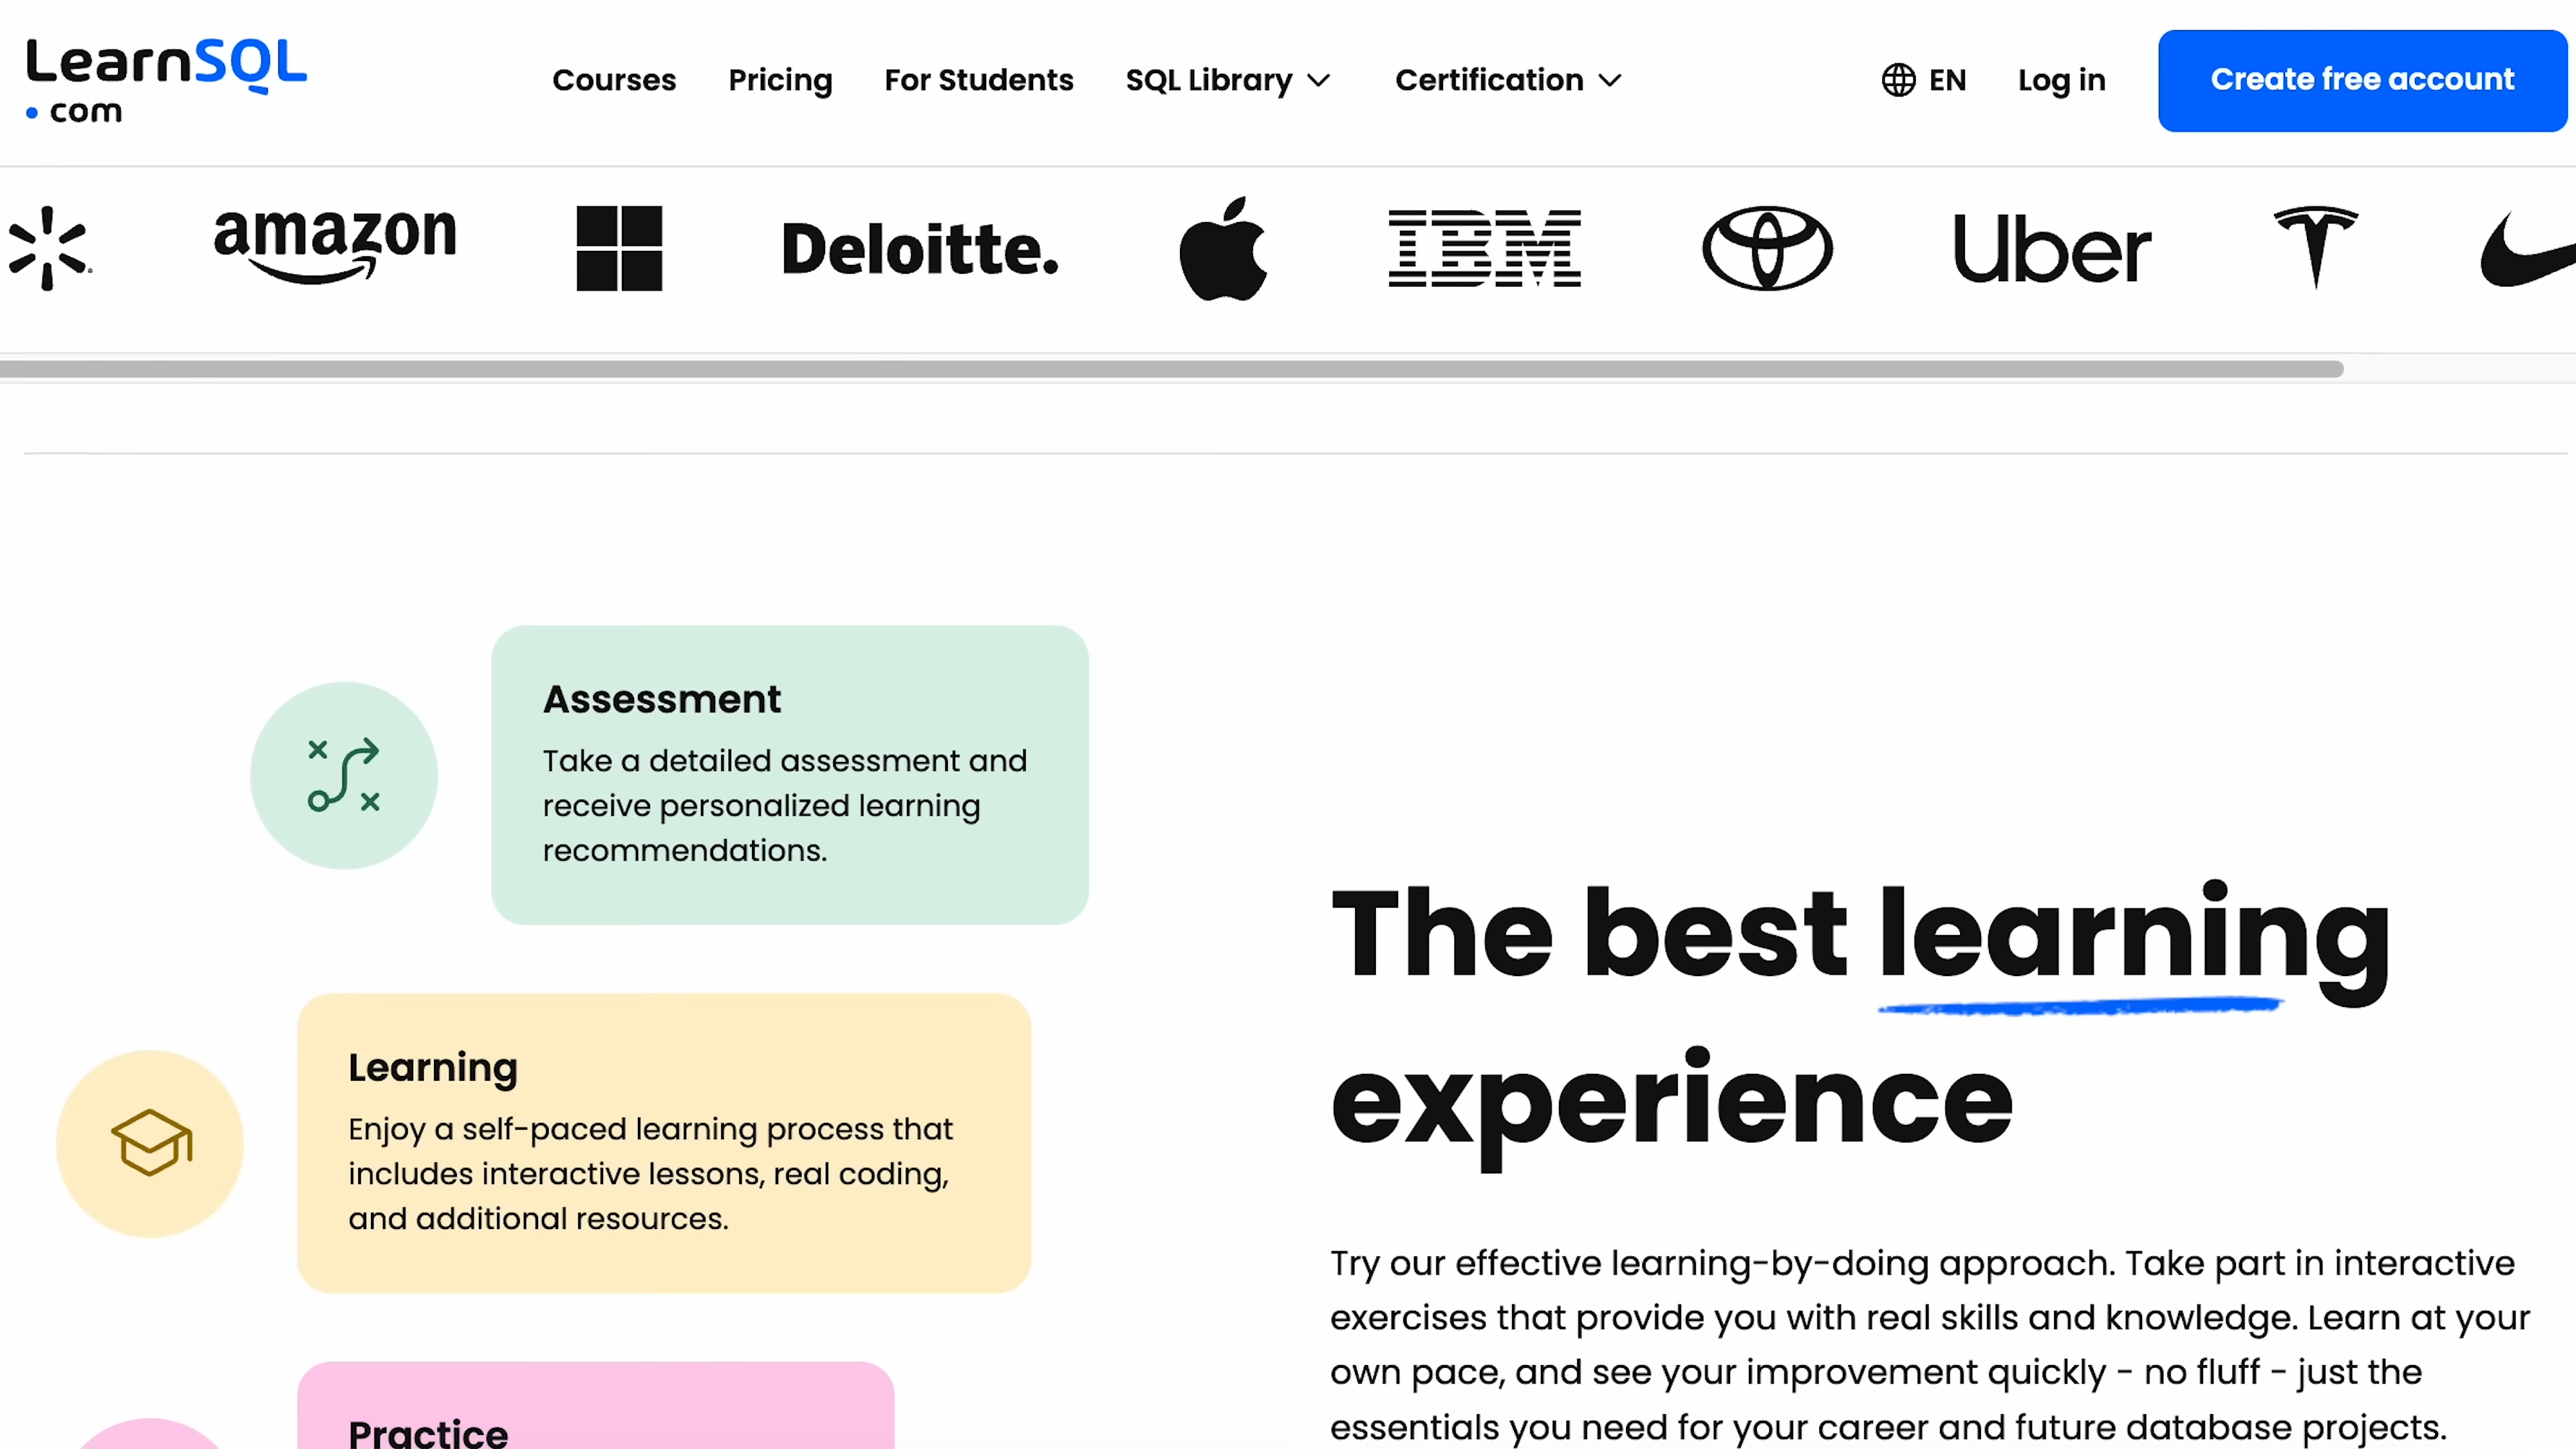 LearnSQL
• com
Courses Pricing For Students SQL Library Certification EN Log in Create free account
amazon Deloitte. IBM Uber
Assessment
Take a detailed assessment and
receive personalized learning
recommendations.
Learning
Enjoy a self-paced learning process that
includes interactive lessons, real coding,
and additional resources.
Practice
The best learning
experience
Try our effective learning-by-doing approach. Take part in interactive
exercises that provide you with real skills and knowledge. Learn at your
own pace, and see your improvement quickly - no fluff - just the
essentials you need for your career and future database projects.